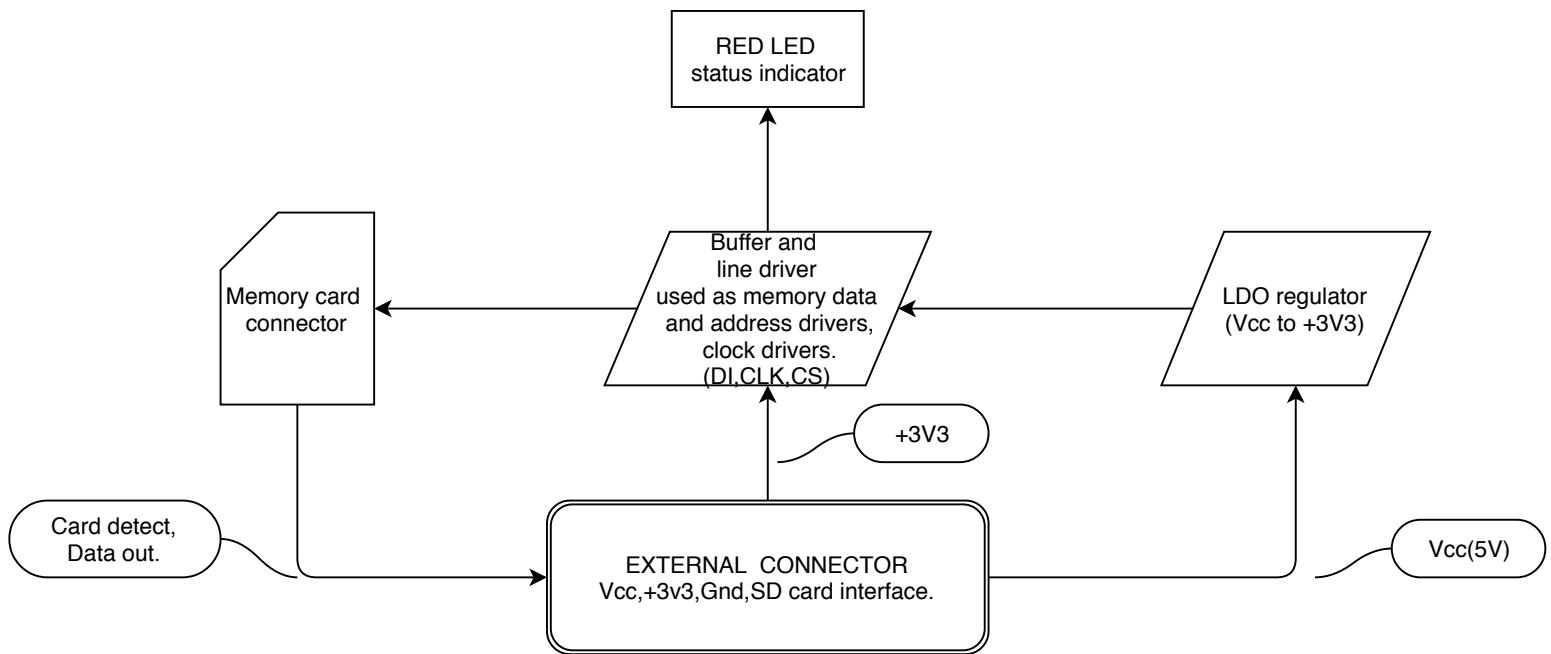 RED LED
status indicator
Buffer and
line driver
used as memory data
and address drivers,
clock drivers.
(DI,CLK,CS)
Memory card
connector
LDO regulator
(Vcc to +3V3)
+3V3
Card detect,
Data out.
EXTERNAL CONNECTOR
Vcc,+3v3,Gnd,SD card interface.
Vcc(5V)